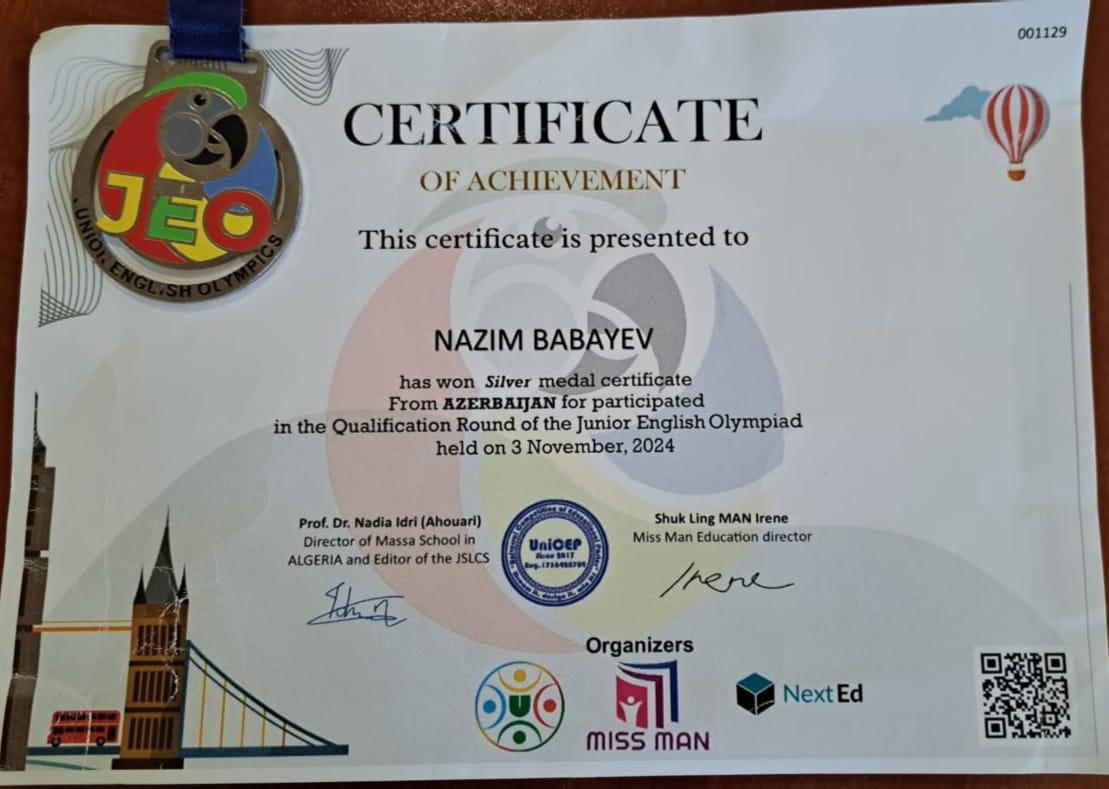 001129
JEO
JUNIOR ENGLISH OLYMPICS
CERTIFICATE
OF ACHIEVEMENT
This certificate is presented to
NAZIM BABAYEV
has won Silver medal certificate
From AZERBAIJAN for participated
in the Qualification Round of the Junior English Olympiad
held on 3 November, 2024
Prof. Dr. Nadia Idri (Ahouari)
Director of Massa School in
ALGERIA and Editor of the JSLCS
UniCEP
Since 2017
Shuk Ling MAN Irene
Miss Man Education director
Irene
Organizers
U
MISS MAN
NextEd